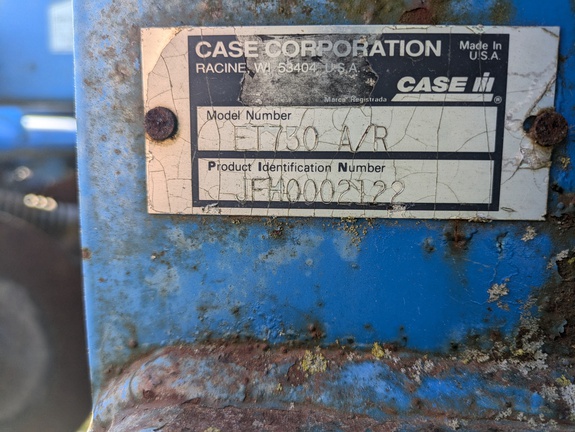 CASE CORPORATION
RACINE, WI 53404 U.S.A.
Made In
U.S.A.
CASE IH
Marca Registrada
®
Model Number
ET730 A/R
Product Identification Number
JFH0002122